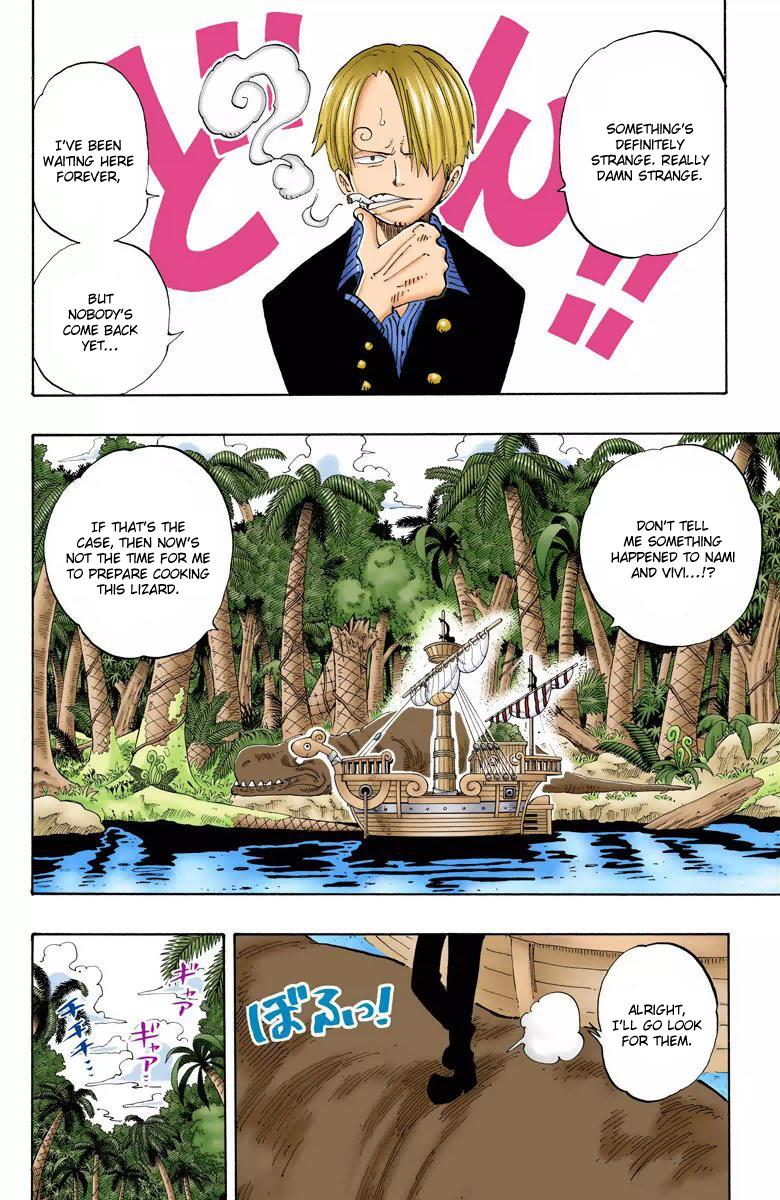 SOMETHING'S
DEFINITELY
STRANGE. REALLY
DAMN STRANGE.
どん!!
I'VE BEEN
WAITING HERE
FOREVER,
BUT
NOBODY'S
COME BACK
YET...
DON'T TELL
ME SOMETHING
HAPPENED TO NAMI
AND VIVI...!?
IF THAT'S THE
CASE, THEN NOW'S
NOT THE TIME FOR ME
TO PREPARE COOKING
THIS LIZARD.
ALRIGHT,
I'LL GO LOOK
FOR THEM.
ぼふっ!
ギャア
ギャア...
チチチ...